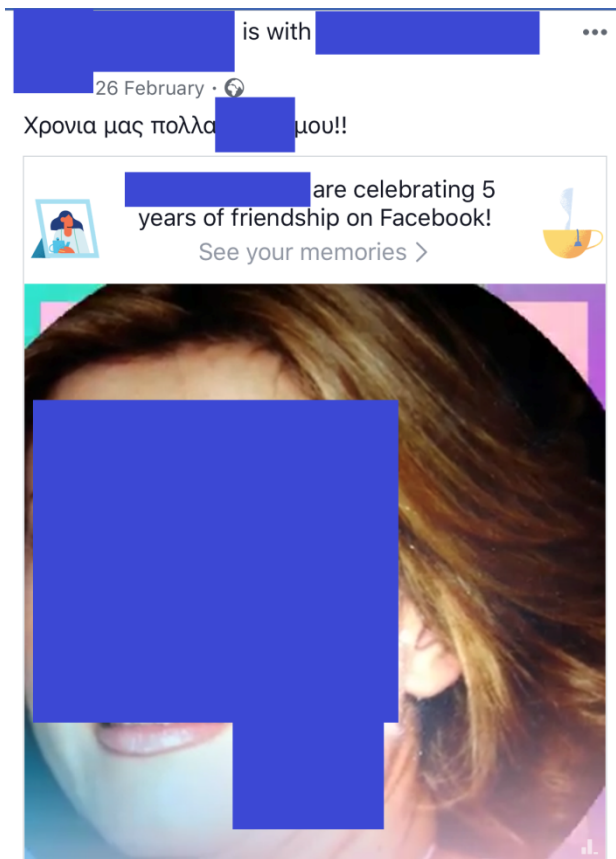 is with
26 February ·
Χρονια μας πολλα μου!!
are celebrating 5
years of friendship on Facebook!
See your memories >